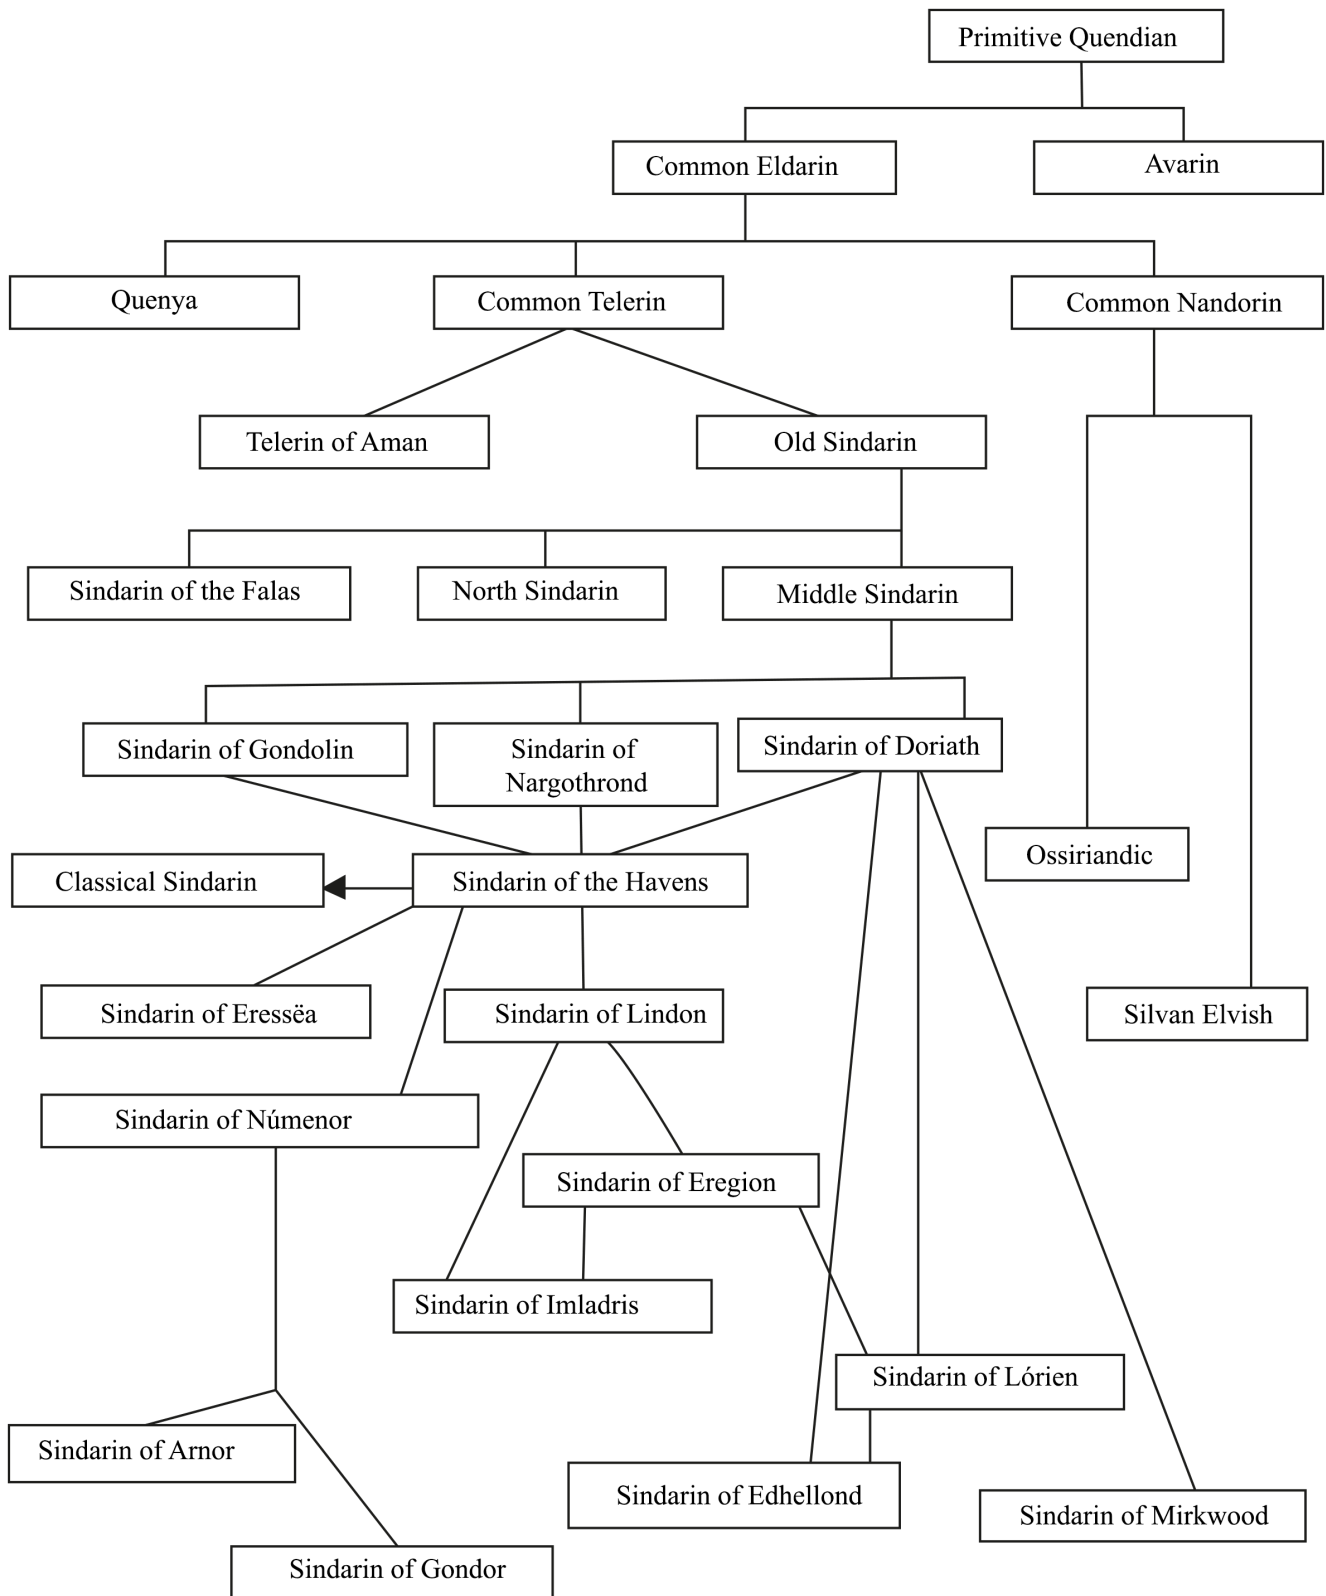 Primitive Quendian
Common Eldarin
Avarin
Quenya
Common Telerin
Common Nandorin
Telerin of Aman
Old Sindarin
Sindarin of the Falas
North Sindarin
Middle Sindarin
Sindarin of Gondolin
Sindarin of
Nargothrond
Sindarin of Doriath
Ossiriandic
Classical Sindarin
Sindarin of the Havens
Sindarin of Eressëa
Sindarin of Lindon
Silvan Elvish
Sindarin of Númenor
Sindarin of Eregion
Sindarin of Imladris
Sindarin of Lórien
Sindarin of Arnor
Sindarin of Edhellond
Sindarin of Mirkwood
Sindarin of Gondor